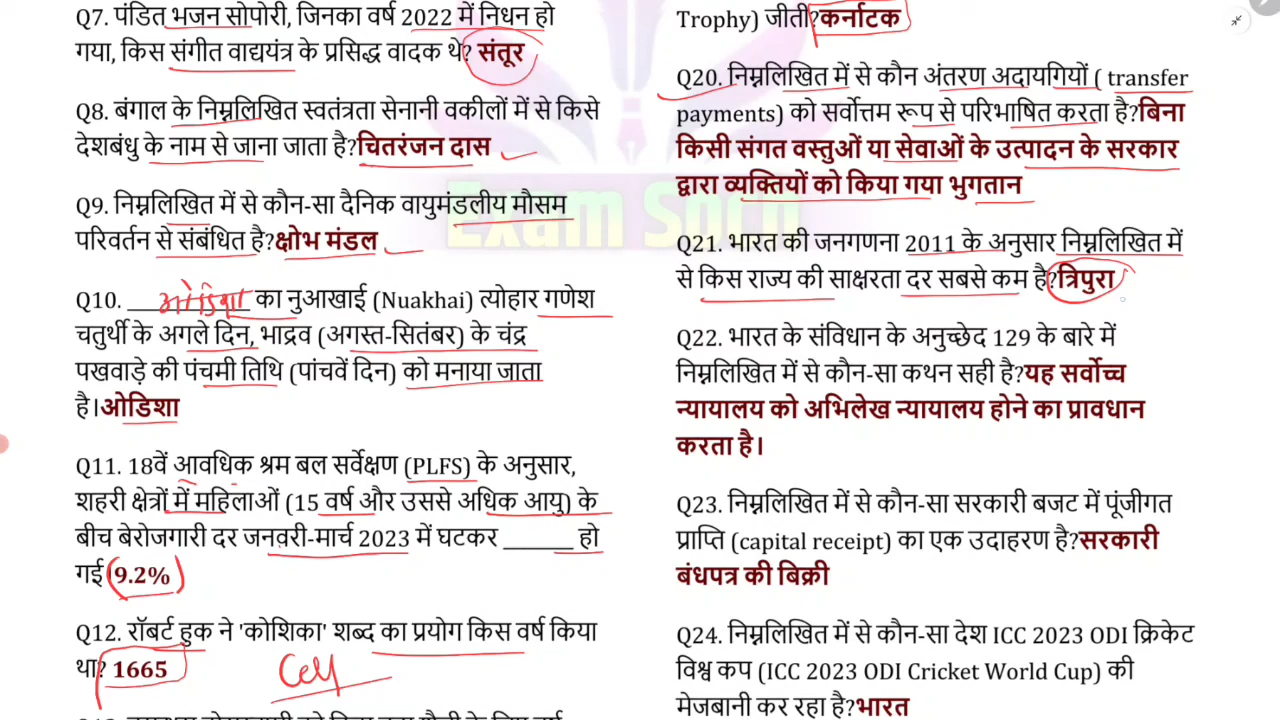 Q7. पंडित भजन सोपोरी, जिनका वर्ष 2022 में निधन हो
गया, किस संगीत वाद्ययंत्र के प्रसिद्ध वादक थे? संतूर
Q8. बंगाल के निम्नलिखित स्वतंत्रता सेनानी वकीलों में से किसे
देशबंधु के नाम से जाना जाता है?चितरंजन दास
Q9. निम्नलिखित में से कौन-सा दैनिक वायुमंडलीय मौसम
परिवर्तन से संबंधित है?क्षोभ मंडल
Q10. ओडिशा का नुआखाई (Nuakhai) त्योहार गणेश
चतुर्थी के अगले दिन, भाद्रव (अगस्त-सितंबर) के चंद्र
पखवाड़े की पंचमी तिथि (पांचवें दिन) को मनाया जाता
है।ओडिशा
Q11. 18वें आवधिक श्रम बल सर्वेक्षण (PLFS) के अनुसार,
शहरी क्षेत्रों में महिलाओं (15 वर्ष और उससे अधिक आयु) के
बीच बेरोजगारी दर जनवरी-मार्च 2023 में घटकर ______ हो
गई 9.2%
Q12. रॉबर्ट हुक ने 'कोशिका' शब्द का प्रयोग किस वर्ष किया
था? 1665
Cell
Trophy) जीती?कर्नाटक
Q20. निम्नलिखित में से कौन अंतरण अदायगियों ( transfer
payments) को सर्वोत्तम रूप से परिभाषित करता है?बिना
किसी संगत वस्तुओं या सेवाओं के उत्पादन के सरकार
द्वारा व्यक्तियों को किया गया भुगतान
Q21. भारत की जनगणना 2011 के अनुसार निम्नलिखित में
से किस राज्य की साक्षरता दर सबसे कम है?त्रिपुरा
Q22. भारत के संविधान के अनुच्छेद 129 के बारे में
निम्नलिखित में से कौन-सा कथन सही है?यह सर्वोच्च
न्यायालय को अभिलेख न्यायालय होने का प्रावधान
करता है।
Q23. निम्नलिखित में से कौन-सा सरकारी बजट में पूंजीगत
प्राप्ति (capital receipt) का एक उदाहरण है?सरकारी
बंधपत्र की बिक्री
Q24. निम्नलिखित में से कौन-सा देश ICC 2023 ODI क्रिकेट
विश्व कप (ICC 2023 ODI Cricket World Cup) की
मेजबानी कर रहा है?भारत
Exam